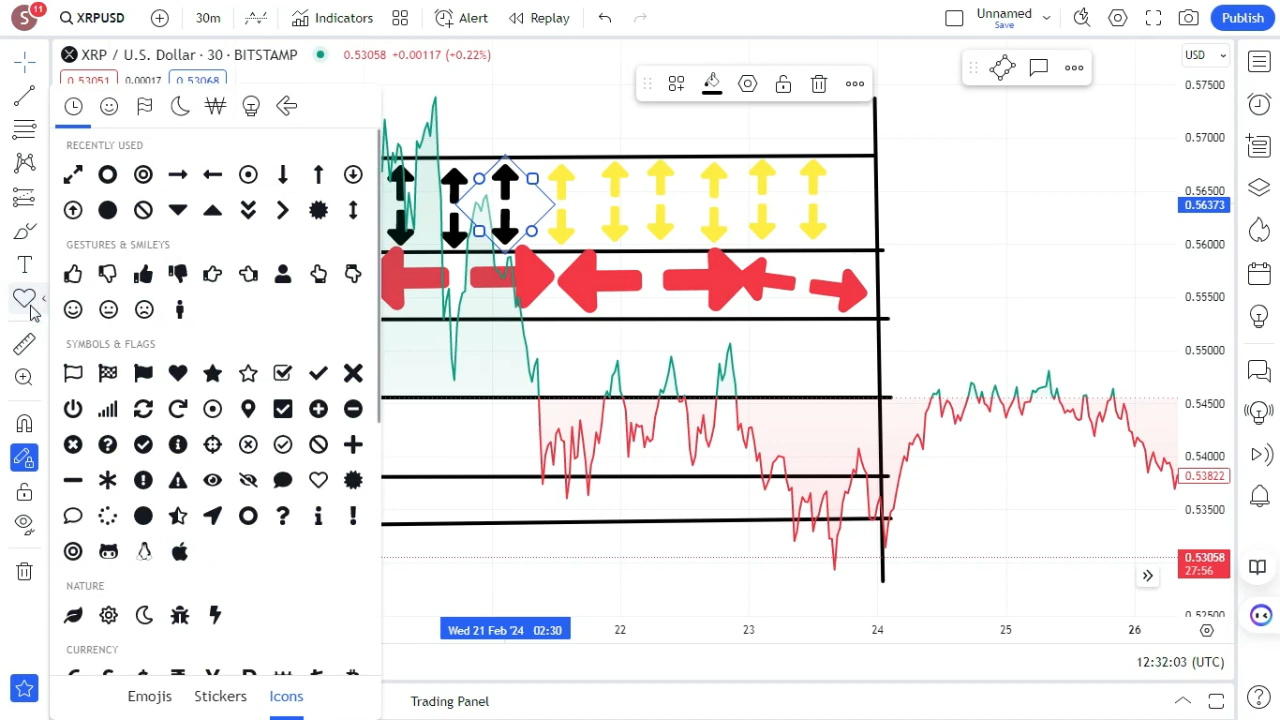 S 11 XRPUSD 30m Indicators Alert Replay Unnamed Save Publish
XRP / U.S. Dollar · 30 · BITSTAMP 0.53058 +0.00117 (+0.22%) USD
0.53051 0.00017 0.53068
0.57500
0.57000
0.56500
0.56373
0.56000
0.55500
0.55000
0.54500
0.54000
0.53822
0.53500
0.53058
27:56
0.52500
RECENTLY USED
GESTURES & SMILEYS
SYMBOLS & FLAGS
NATURE
CURRENCY
Emojis Stickers Icons
Wed 21 Feb '24 02:30 22 23 24 25 26
12:32:03 (UTC)
Trading Panel